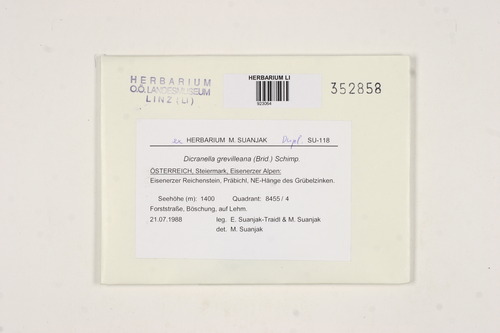 HERBARIUM
O.Ö. LANDESMUSEUM
LINZ (LI)
HERBARIUM LI
923064
352858
ex HERBARIUM M. SUANJAK Dupl. SU-118
Dicranella grevilleana (Brid.) Schimp.
ÖSTERREICH, Steiermark, Eisenerzer Alpen:
Eisenerzer Reichenstein, Präbichl, NE-Hänge des Grübelzinken.
Seehöhe (m): 1400 Quadrant: 8455 / 4
Forststraße, Böschung, auf Lehm.
21.07.1988 leg. E. Suanjak-Traidl & M. Suanjak
det. M. Suanjak